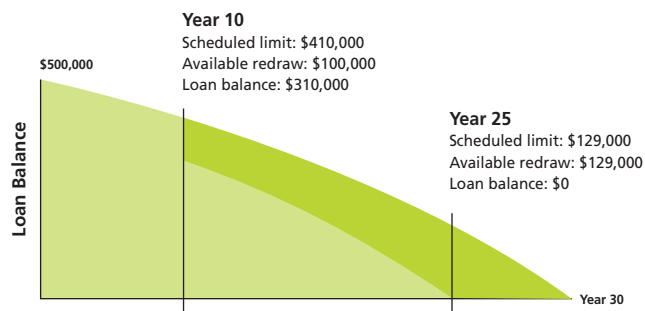 Year 10
Scheduled limit: $410,000
Available redraw: $100,000
Loan balance: $310,000
$500,000
Year 25
Scheduled limit: $129,000
Available redraw: $129,000
Loan balance: $0
Loan Balance
Year 30